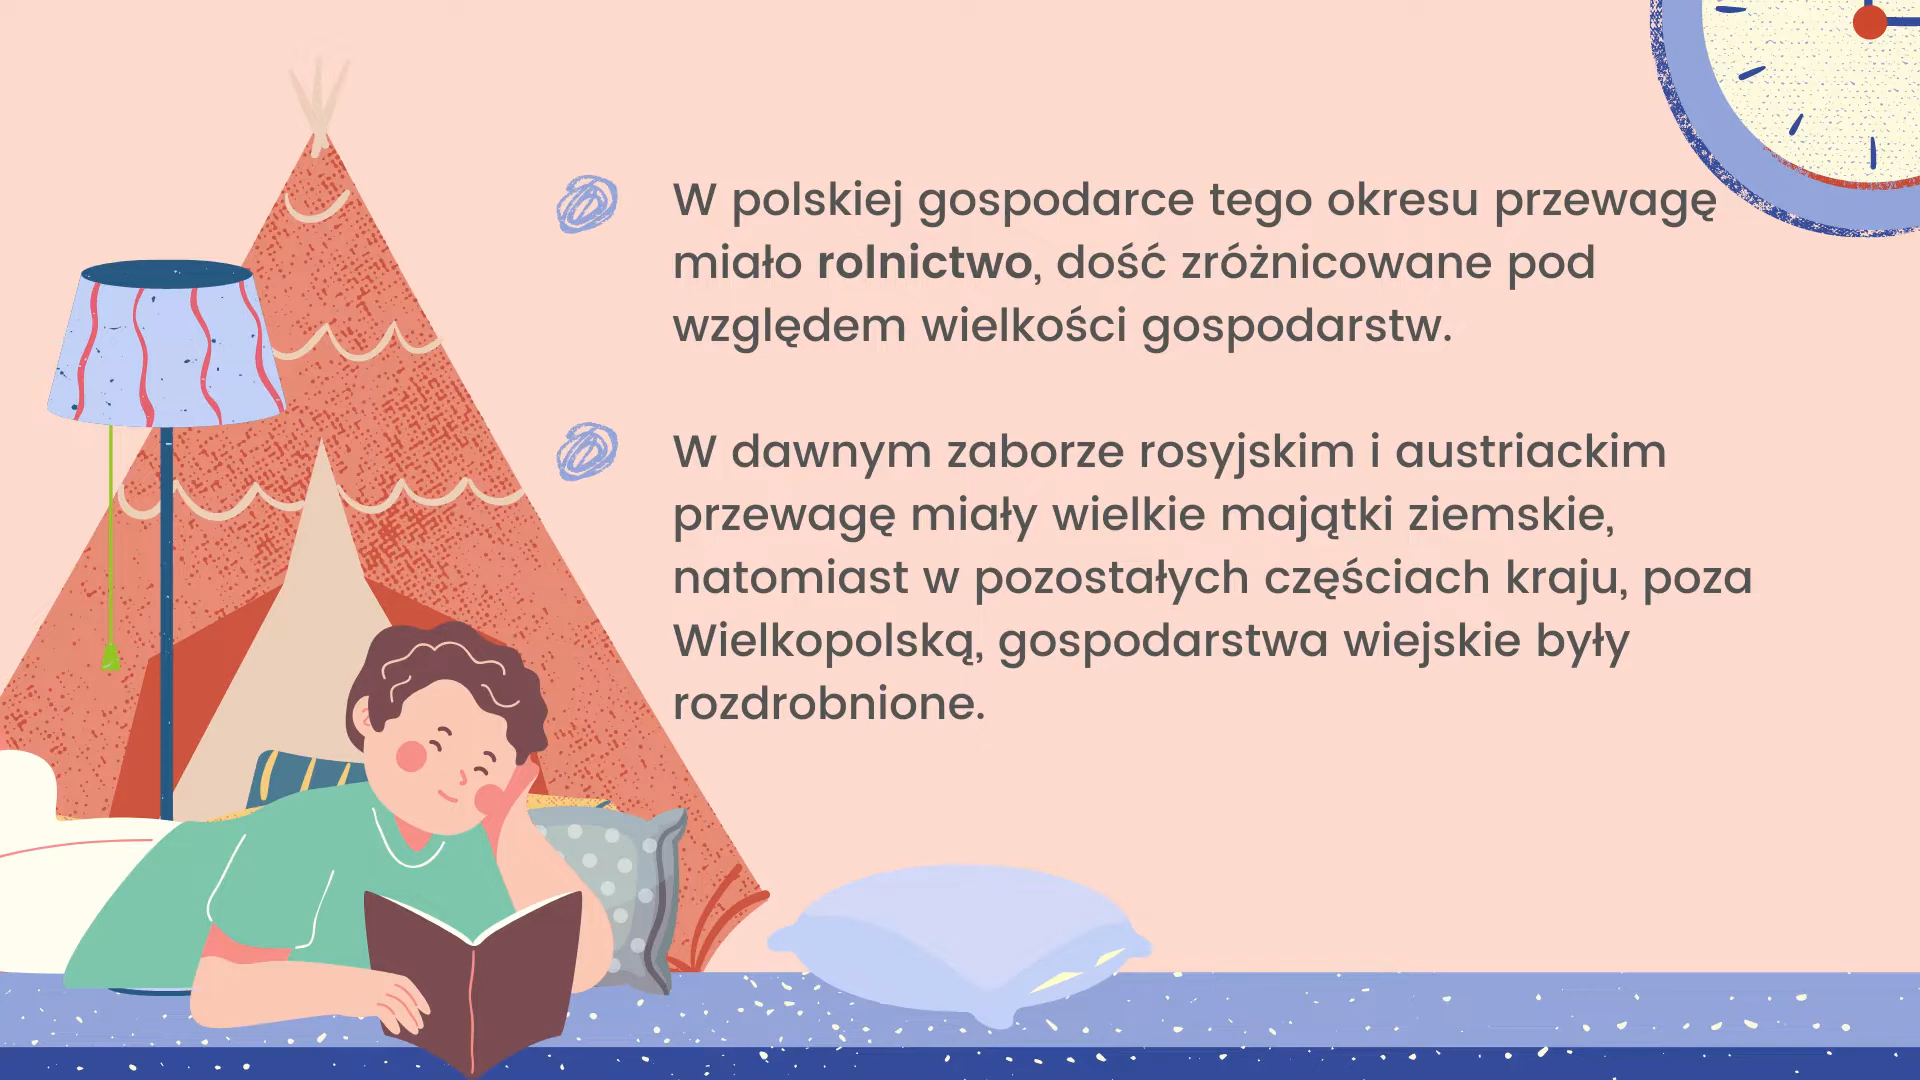 W polskiej gospodarce tego okresu przewagę
miało rolnictwo, dość zróżnicowane pod
względem wielkości gospodarstw.
W dawnym zaborze rosyjskim i austriackim
przewagę miały wielkie majątki ziemskie,
natomiast w pozostałych częściach kraju, poza
Wielkopolską, gospodarstwa wiejskie były
rozdrobnione.